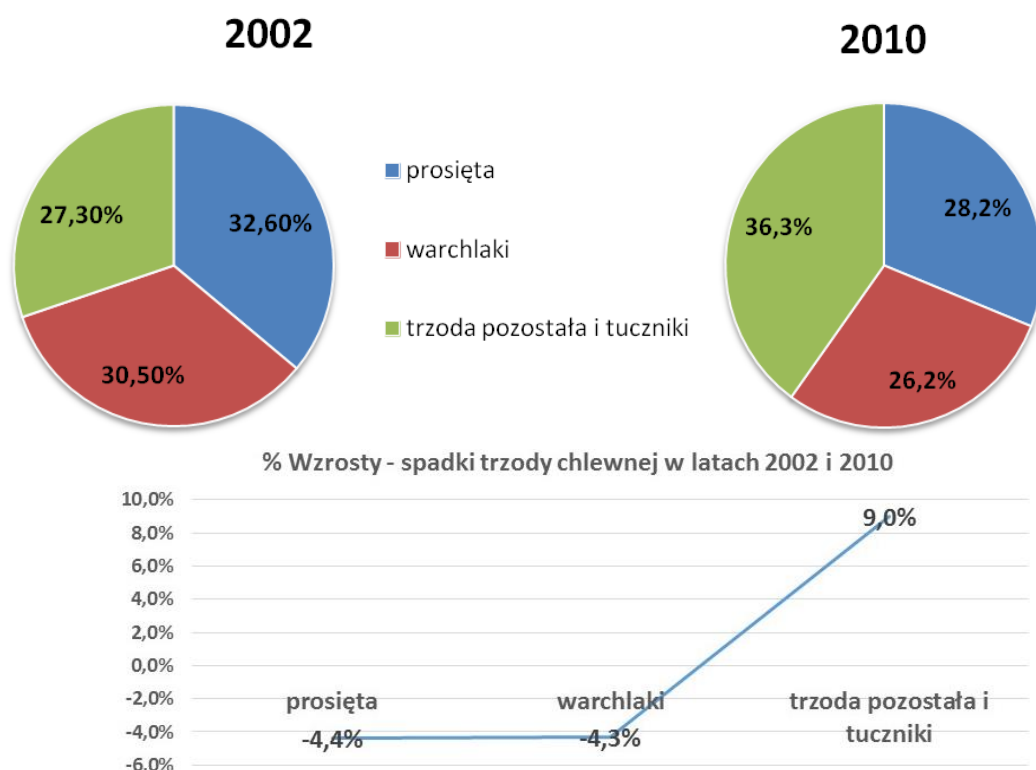 2002
2010
27,30%
32,60%
30,50%
prosięta
warchlaki
trzoda pozostała i tuczniki
36,3%
28,2%
26,2%
% Wzrosty - spadki trzody chlewnej w latach 2002 i 2010
10,0%
8,0%
6,0%
4,0%
2,0%
0,0%
-2,0%
-4,0%
-6,0%
9,0%
prosięta
warchlaki
trzoda pozostała i
tuczniki
-4,4%
-4,3%